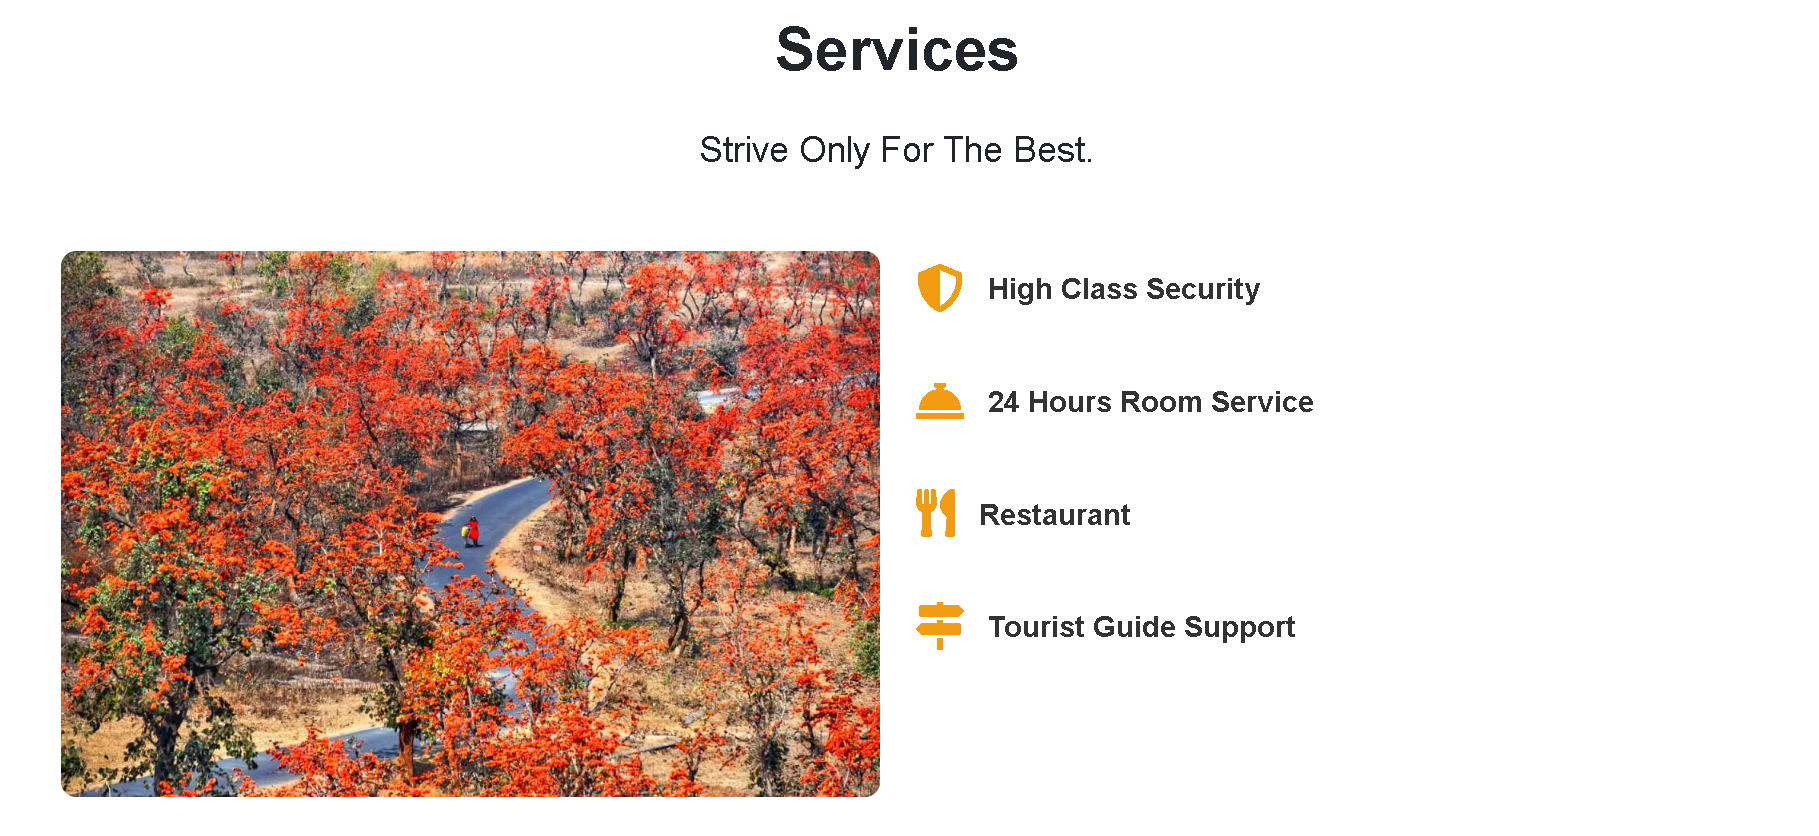 Services
Strive Only For The Best.
High Class Security
24 Hours Room Service
Restaurant
Tourist Guide Support